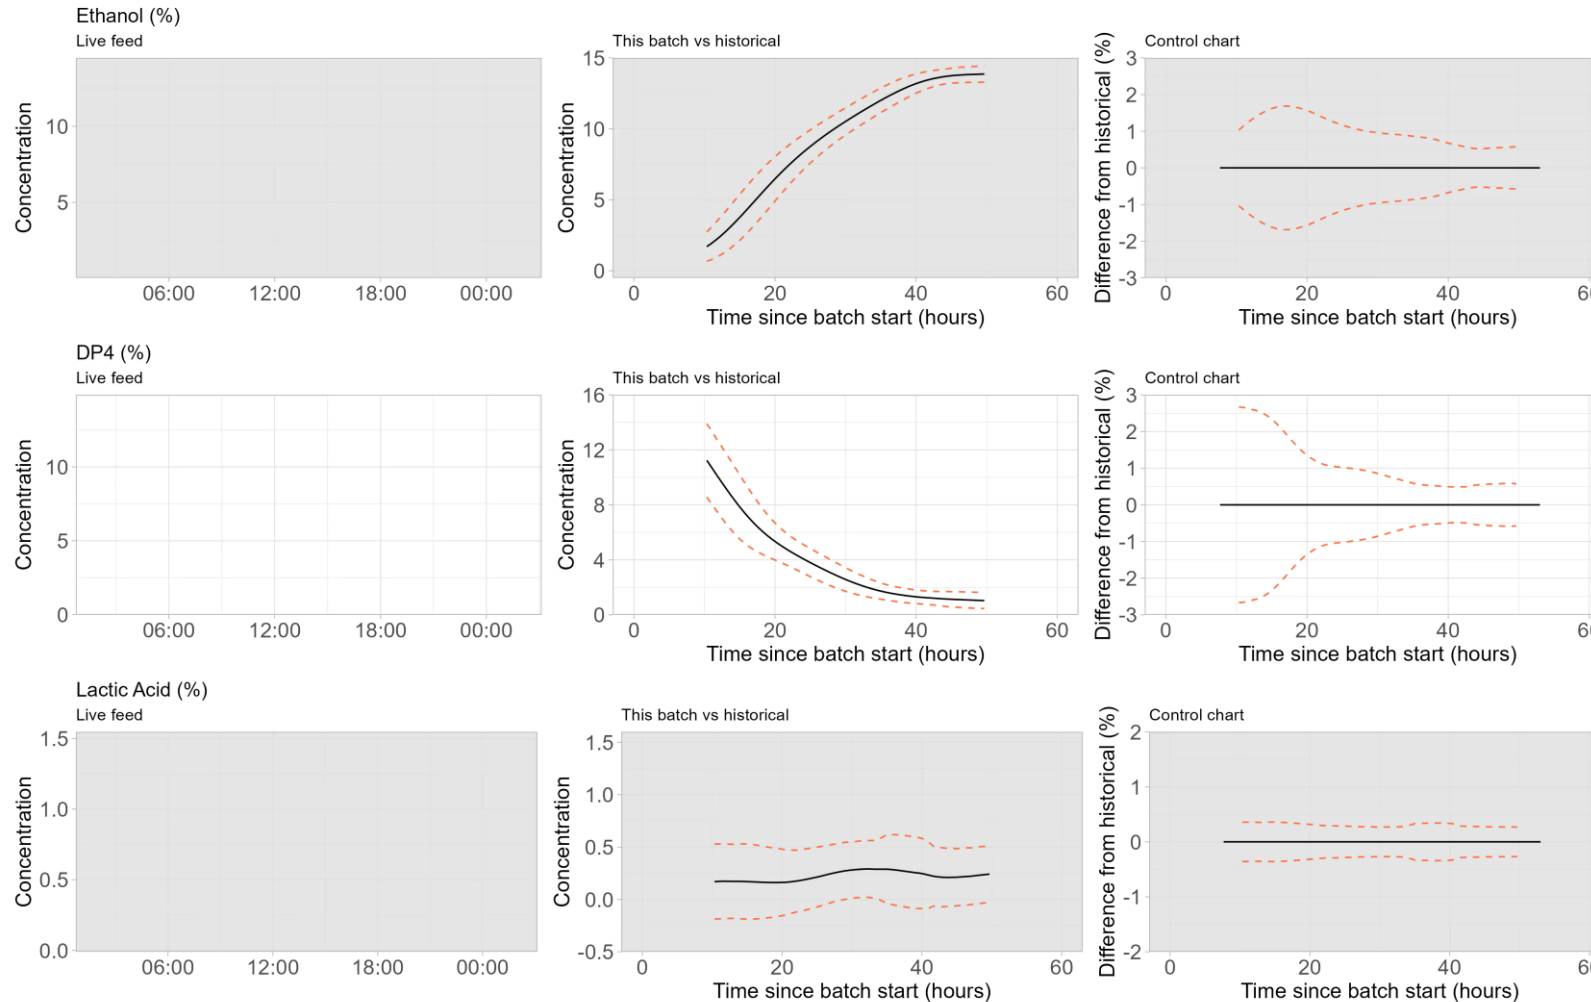 Ethanol (%)
Live feed
Concentration
10
5
06:00 12:00 18:00 00:00
This batch vs historical
Concentration
15
10
5
0
0 20 40 60
Time since batch start (hours)
Control chart
Difference from historical (%)
3
2
1
0
-1
-2
-3
0 20 40 60
Time since batch start (hours)
DP4 (%)
Live feed
Concentration
10
5
0
06:00 12:00 18:00 00:00
This batch vs historical
Concentration
16
12
8
4
0
0 20 40 60
Time since batch start (hours)
Control chart
Difference from historical (%)
3
2
1
0
-1
-2
-3
0 20 40 60
Time since batch start (hours)
Lactic Acid (%)
Live feed
Concentration
1.5
1.0
0.5
0.0
06:00 12:00 18:00 00:00
This batch vs historical
Concentration
1.5
1.0
0.5
0.0
-0.5
0 20 40 60
Time since batch start (hours)
Control chart
Difference from historical (%)
2
1
0
-1
-2
0 20 40 60
Time since batch start (hours)